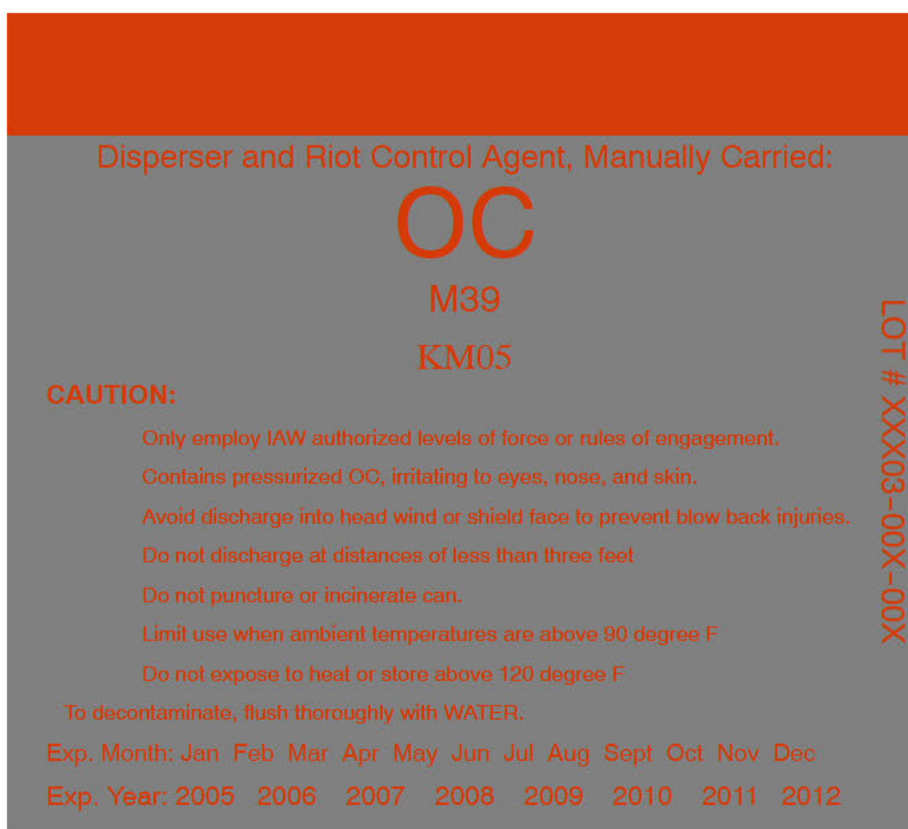 Disperser and Riot Control Agent, Manually Carried:
OC
M39
KM05
CAUTION:
Only employ IAW authorized levels of force or rules of engagement.
Contains pressurized OC, irritating to eyes, nose, and skin.
Avoid discharge into head wind or shield face to prevent blow back injuries.
Do not discharge at distances of less than three feet
Do not puncture or incinerate can.
Limit use when ambient temperatures are above 90 degree F
Do not expose to heat or store above 120 degree F
To decontaminate, flush thoroughly with WATER.
Exp. Month: Jan Feb Mar Apr May Jun Jul Aug Sept Oct Nov Dec
Exp. Year: 2005 2006 2007 2008 2009 2010 2011 2012
LOT # XXX03-00X-00X